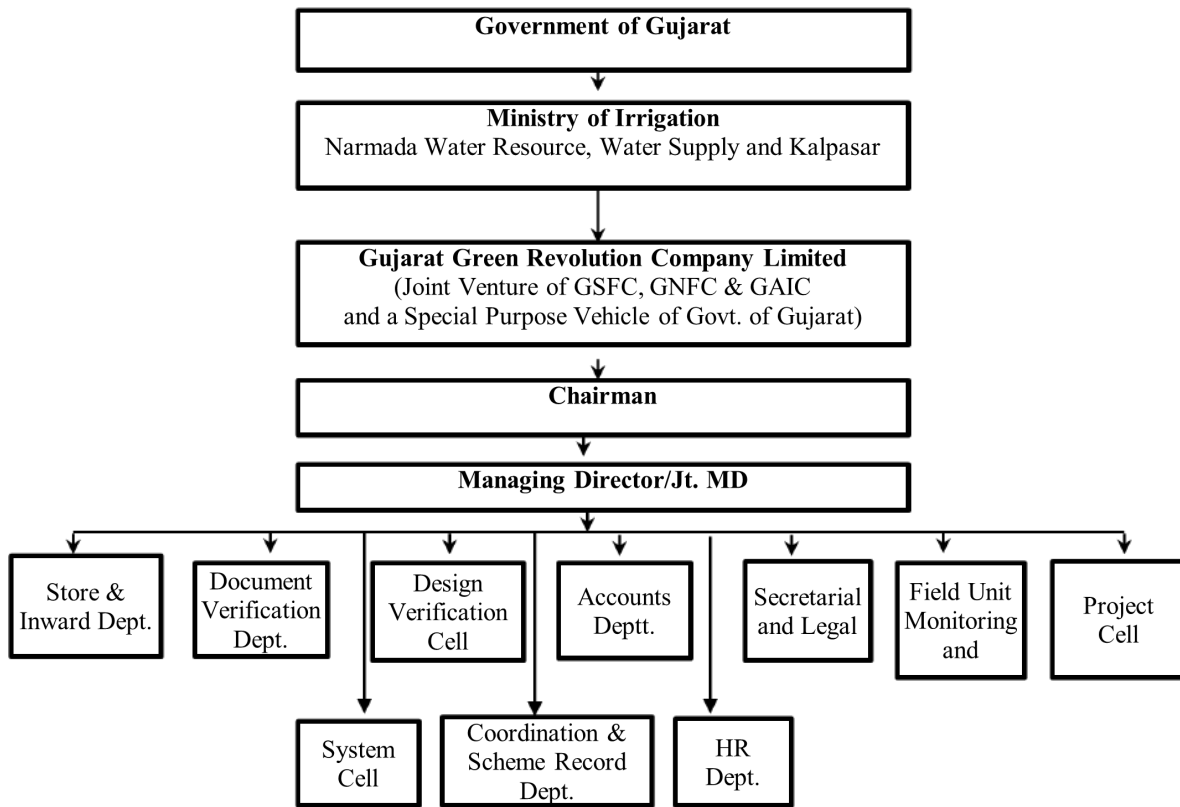 Government of Gujarat
Ministry of Irrigation
Narmada Water Resource, Water Supply and Kalpasar
Gujarat Green Revolution Company Limited
(Joint Venture of GSFC, GNFC & GAIC
and a Special Purpose Vehicle of Govt. of Gujarat)
Chairman
Managing Director/Jt. MD
Store &
Inward Dept.
Document
Verification
Dept.
Design
Verification
Cell
Accounts
Deptt.
Secretarial
and Legal
Field Unit
Monitoring
and
Project
Cell
System
Cell
Coordination &
Scheme Record
Dept.
HR
Dept.